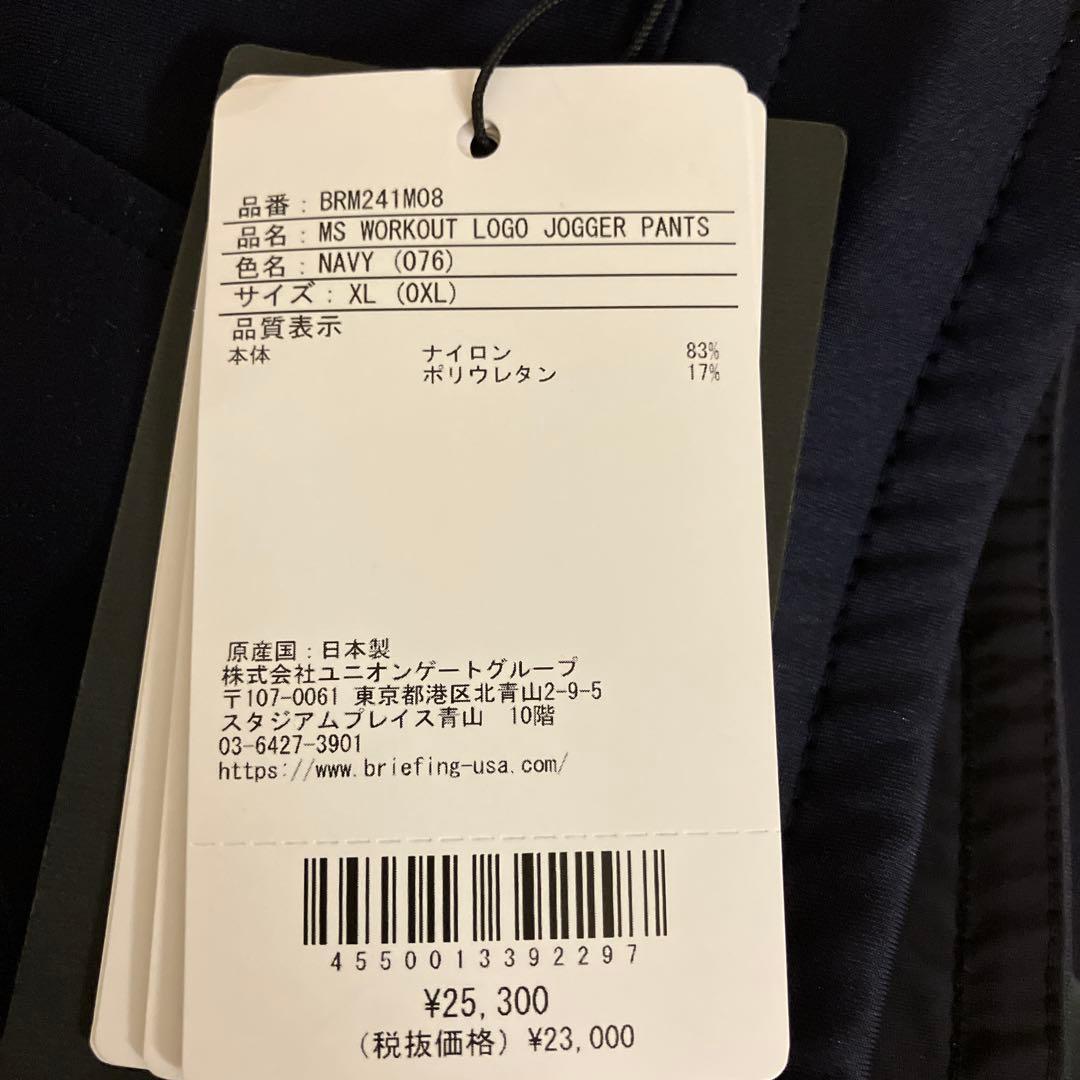 品番：BRM241M08
品名：MS WORKOUT LOGO JOGGER PANTS
色名：NAVY (076)
サイズ：XL (0XL)
品質表示
本体 ナイロン 83%
ポリウレタン 17%
原産国：日本製
株式会社ユニオンゲートグループ
〒107-0061 東京都港区北青山2-9-5
スタジアムプレイス青山 10階
03-6427-3901
https://www.briefing-usa.com/
4550013392297
¥25,300
(税抜価格) ¥23,000